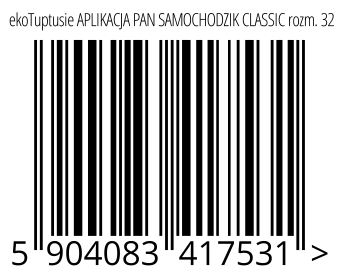 ekoTuptusie APLIKACJA PAN SAMOCHODZIK CLASSIC rozm. 32
5 904083 417531 >